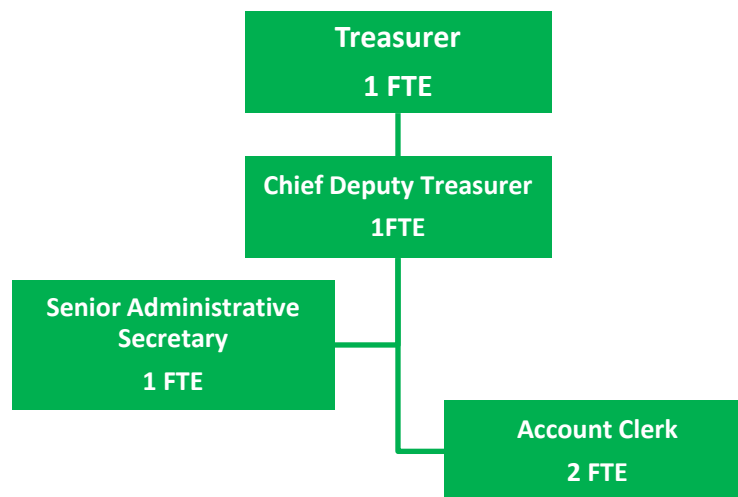 Treasurer
1 FTE
Chief Deputy Treasurer
1FTE
Senior Administrative
Secretary
1 FTE
Account Clerk
2 FTE